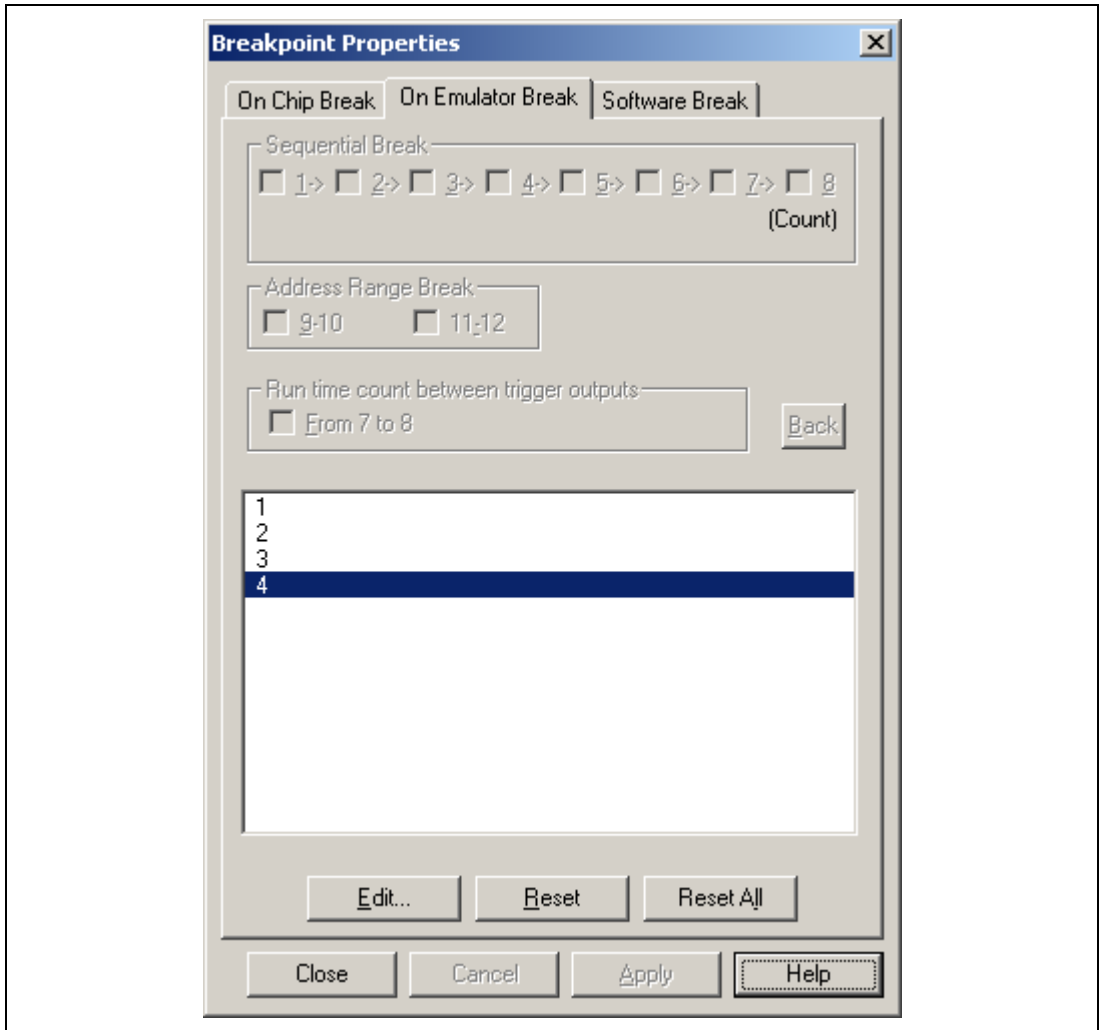 Breakpoint Properties
On Chip Break On Emulator Break Software Break
Sequential Break
1-> 2-> 3-> 4-> 5-> 6-> 7-> 8
(Count)
Address Range Break
9-10 11-12
Run time count between trigger outputs
From 7 to 8
Back
1
2
3
4
Edit... Reset Reset All
Close Cancel Apply Help